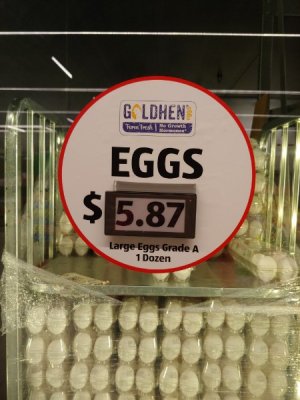 GOLDHEN
Farm Fresh | No Growth
Hormones*
EGGS
$ 5.87
Large Eggs Grade A
1 Dozen